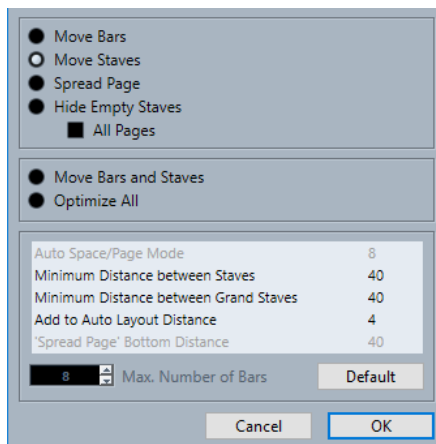 Move Bars
Move Staves
Spread Page
Hide Empty Staves
All Pages
Move Bars and Staves
Optimize All
Auto Space/Page Mode 8
Minimum Distance between Staves 40
Minimum Distance between Grand Staves 40
Add to Auto Layout Distance 4
'Spread Page' Bottom Distance 40
8 Max. Number of Bars Default
Cancel OK